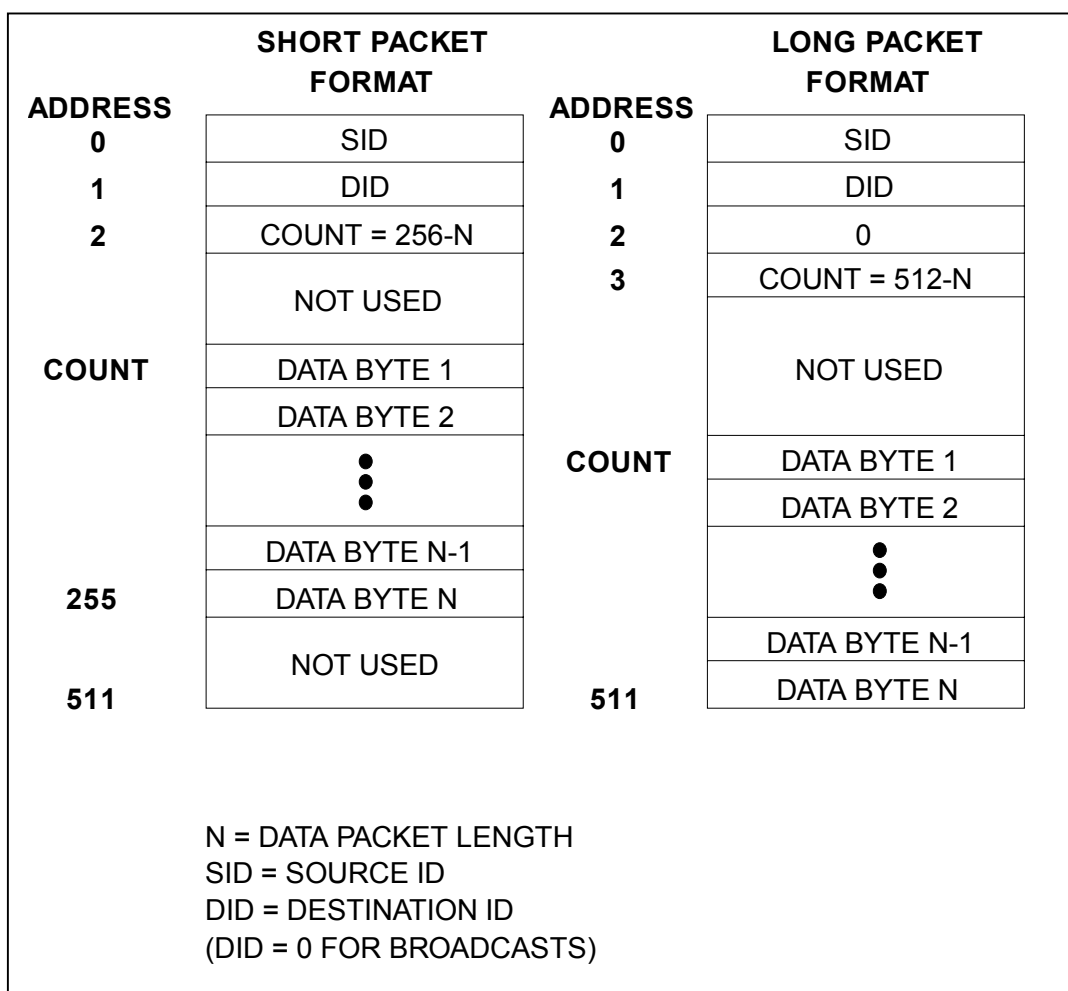 SHORT PACKET
FORMAT
ADDRESS
0 SID
1 DID
2 COUNT = 256-N
NOT USED
COUNT DATA BYTE 1
DATA BYTE 2
DATA BYTE N-1
255 DATA BYTE N
NOT USED
511
LONG PACKET
FORMAT
ADDRESS
0 SID
1 DID
2 0
3 COUNT = 512-N
NOT USED
COUNT DATA BYTE 1
DATA BYTE 2
DATA BYTE N-1
511 DATA BYTE N
N = DATA PACKET LENGTH
SID = SOURCE ID
DID = DESTINATION ID
(DID = 0 FOR BROADCASTS)